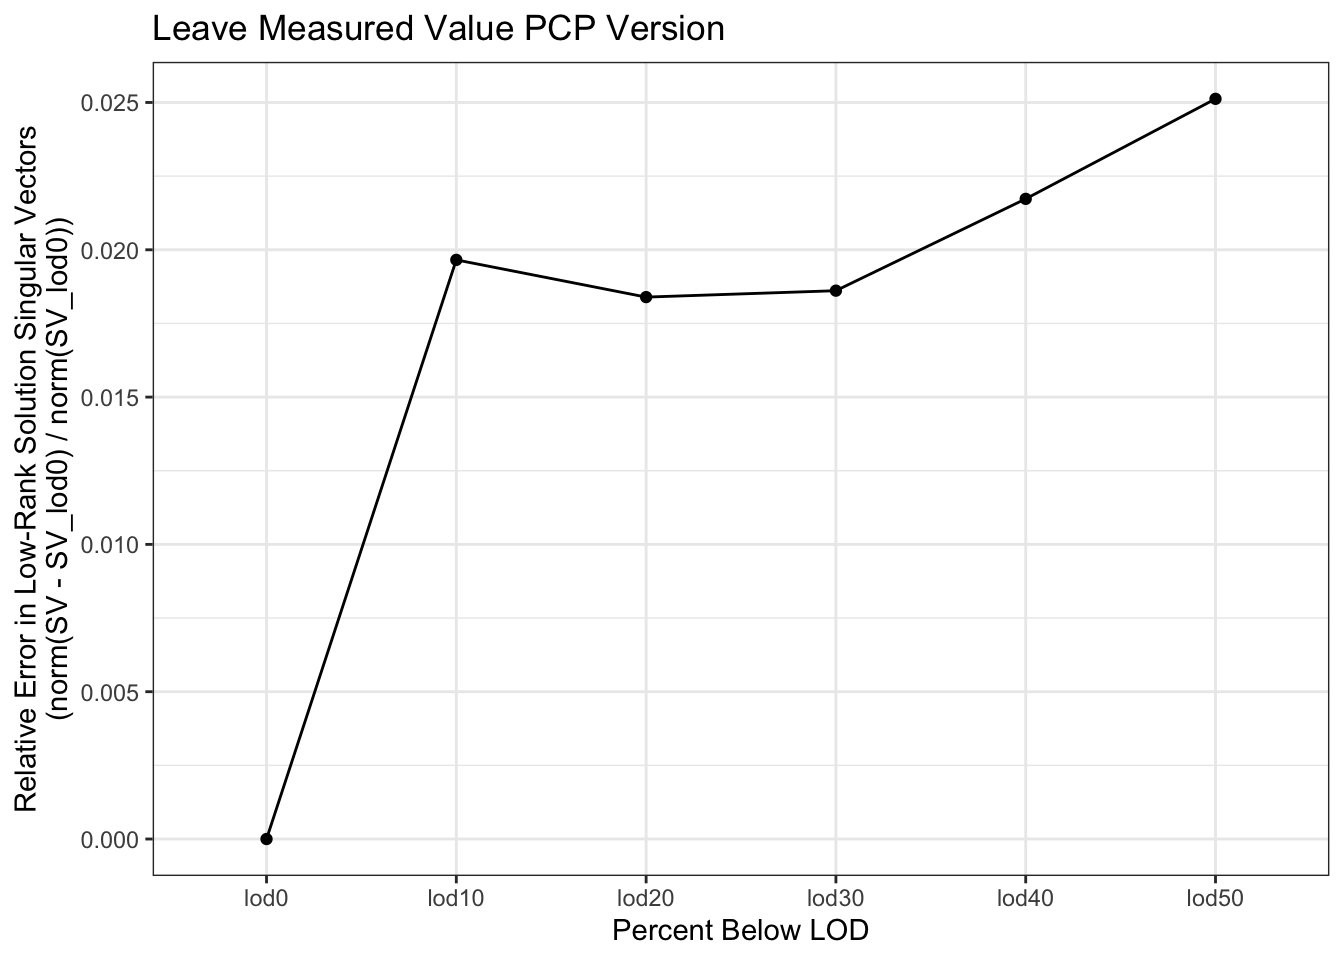 Leave Measured Value PCP Version
Relative Error in Low-Rank Solution Singular Vectors
(norm(SV - SV_lod0) / norm(SV_lod0))
0.025
0.020
0.015
0.010
0.005
0.000
lod0
lod10
lod20
lod30
lod40
lod50
Percent Below LOD